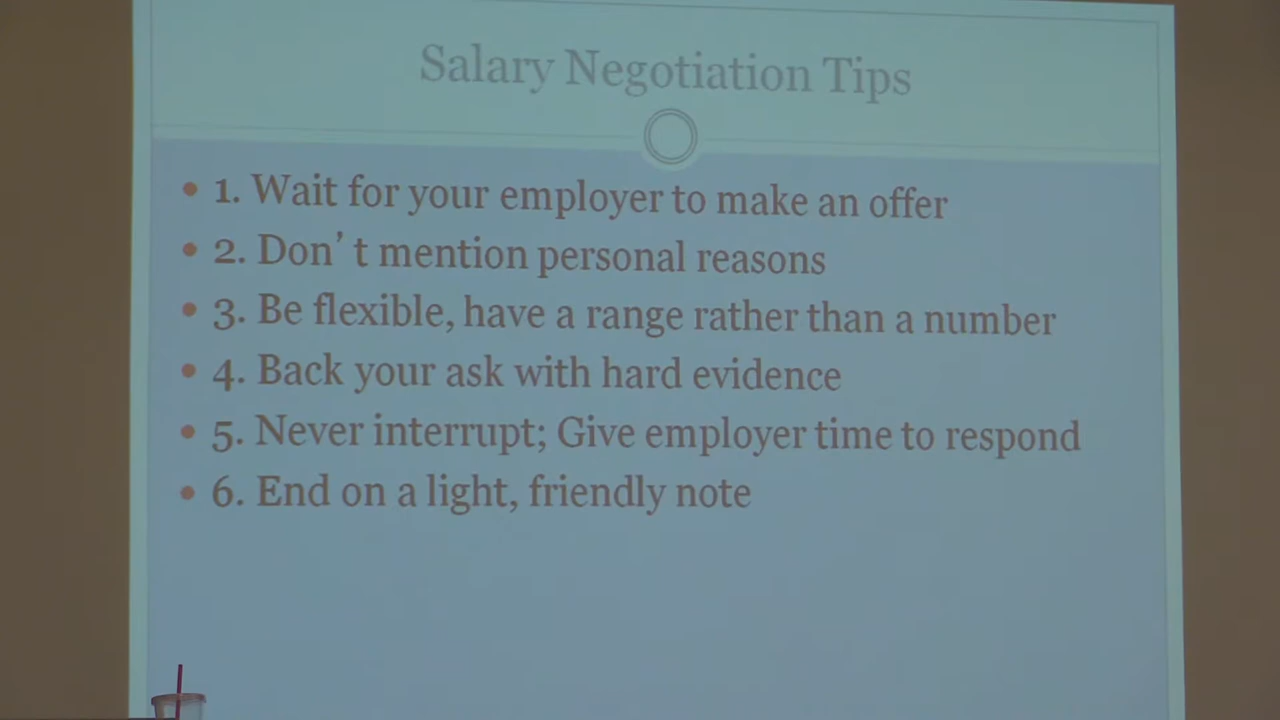 Salary Negotiation Tips
• 1. Wait for your employer to make an offer
• 2. Don't mention personal reasons
• 3. Be flexible, have a range rather than a number
• 4. Back your ask with hard evidence
• 5. Never interrupt; Give employer time to respond
• 6. End on a light, friendly note